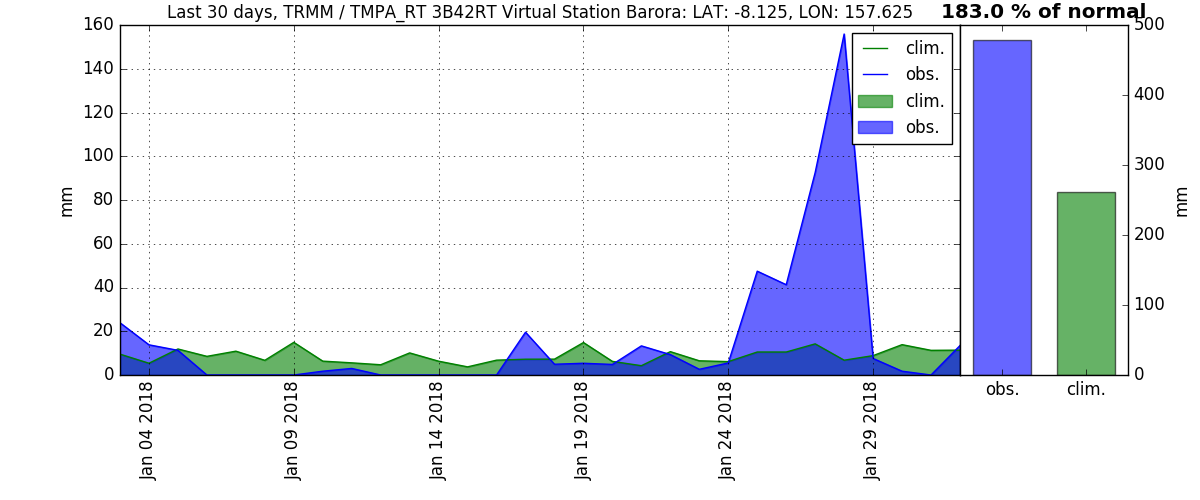 Last 30 days, TRMM / TMPA_RT 3B42RT Virtual Station Barora: LAT: -8.125, LON: 157.625
183.0 % of normal
160
140
120
100
80
60
40
20
0
mm
clim.
obs.
clim.
obs.
Jan 04 2018
Jan 09 2018
Jan 14 2018
Jan 19 2018
Jan 24 2018
Jan 29 2018
500
400
300
200
100
0
mm
obs.
clim.